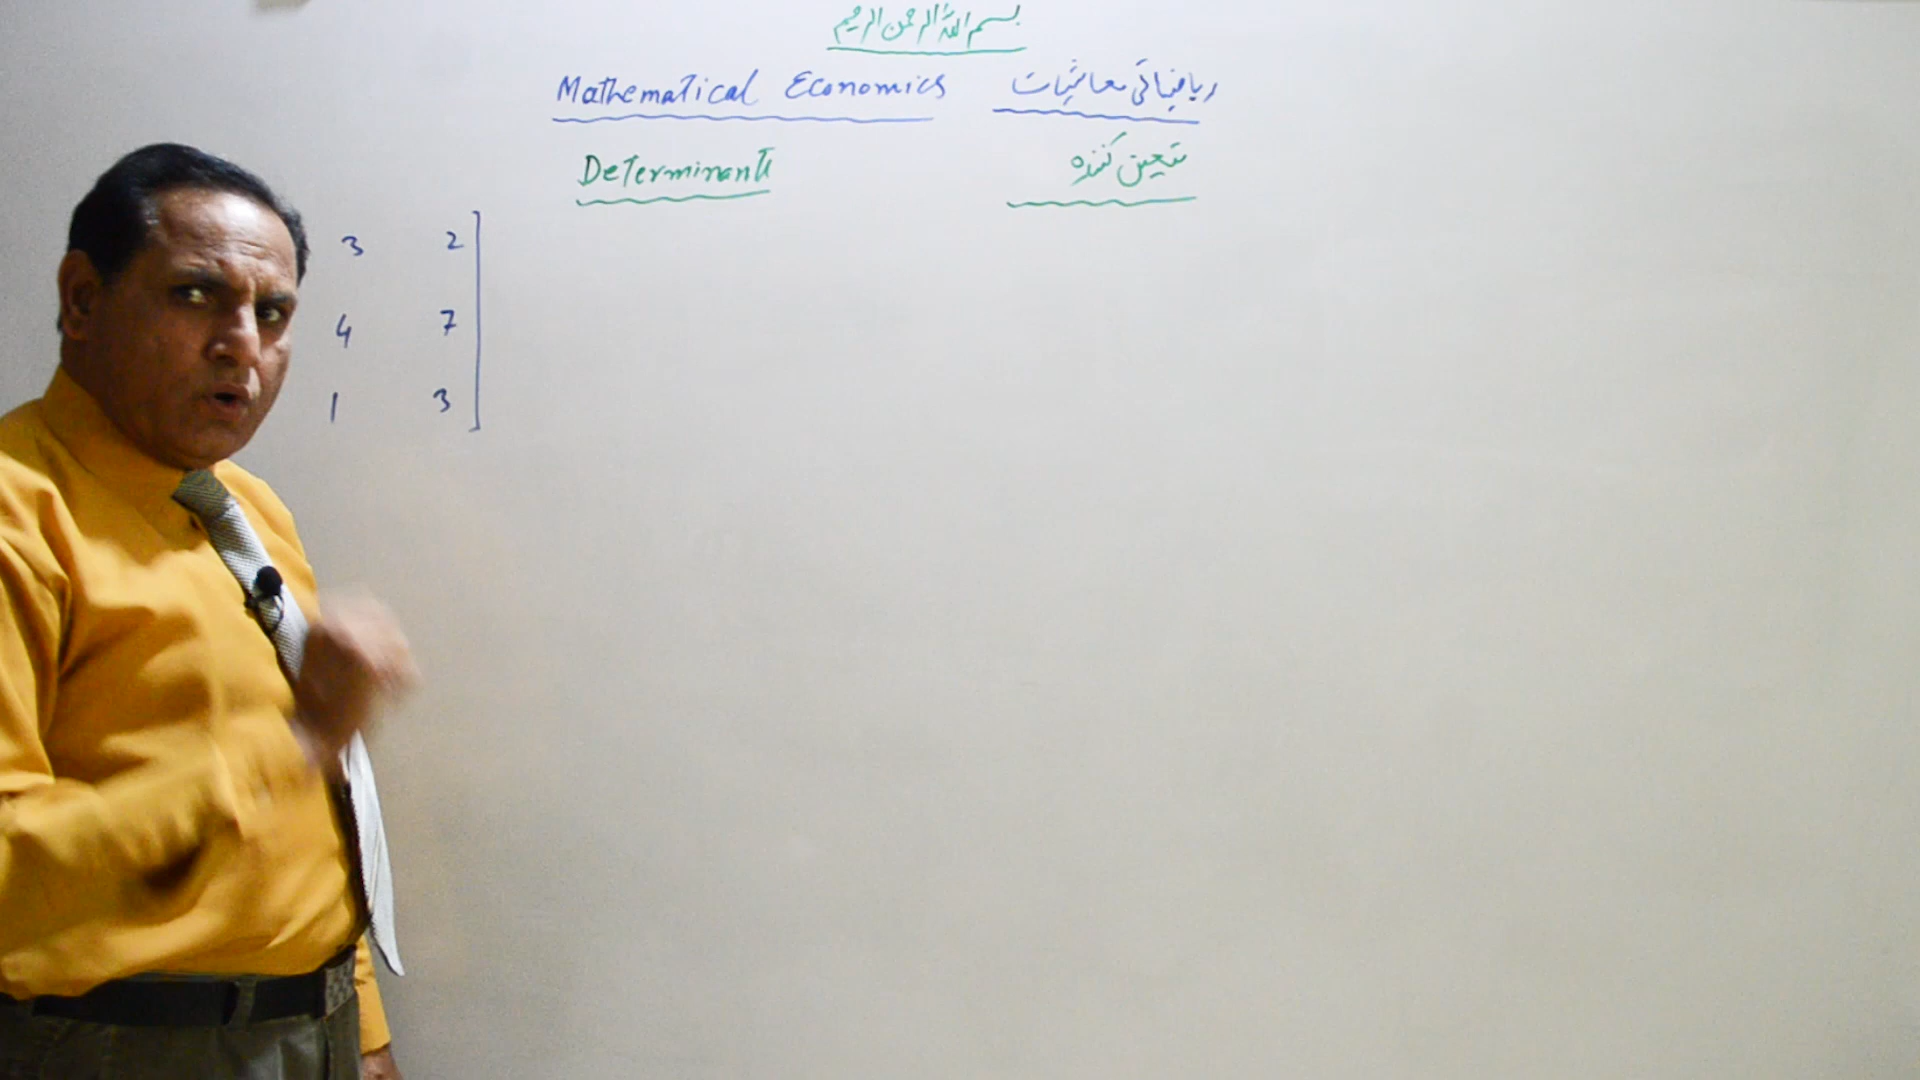 بسم اللہ الرحمن الرحیم
Mathematical Economics ریاضیاتی معاشیات
Determinants متعین کنندہ
3 2
4 7
1 3